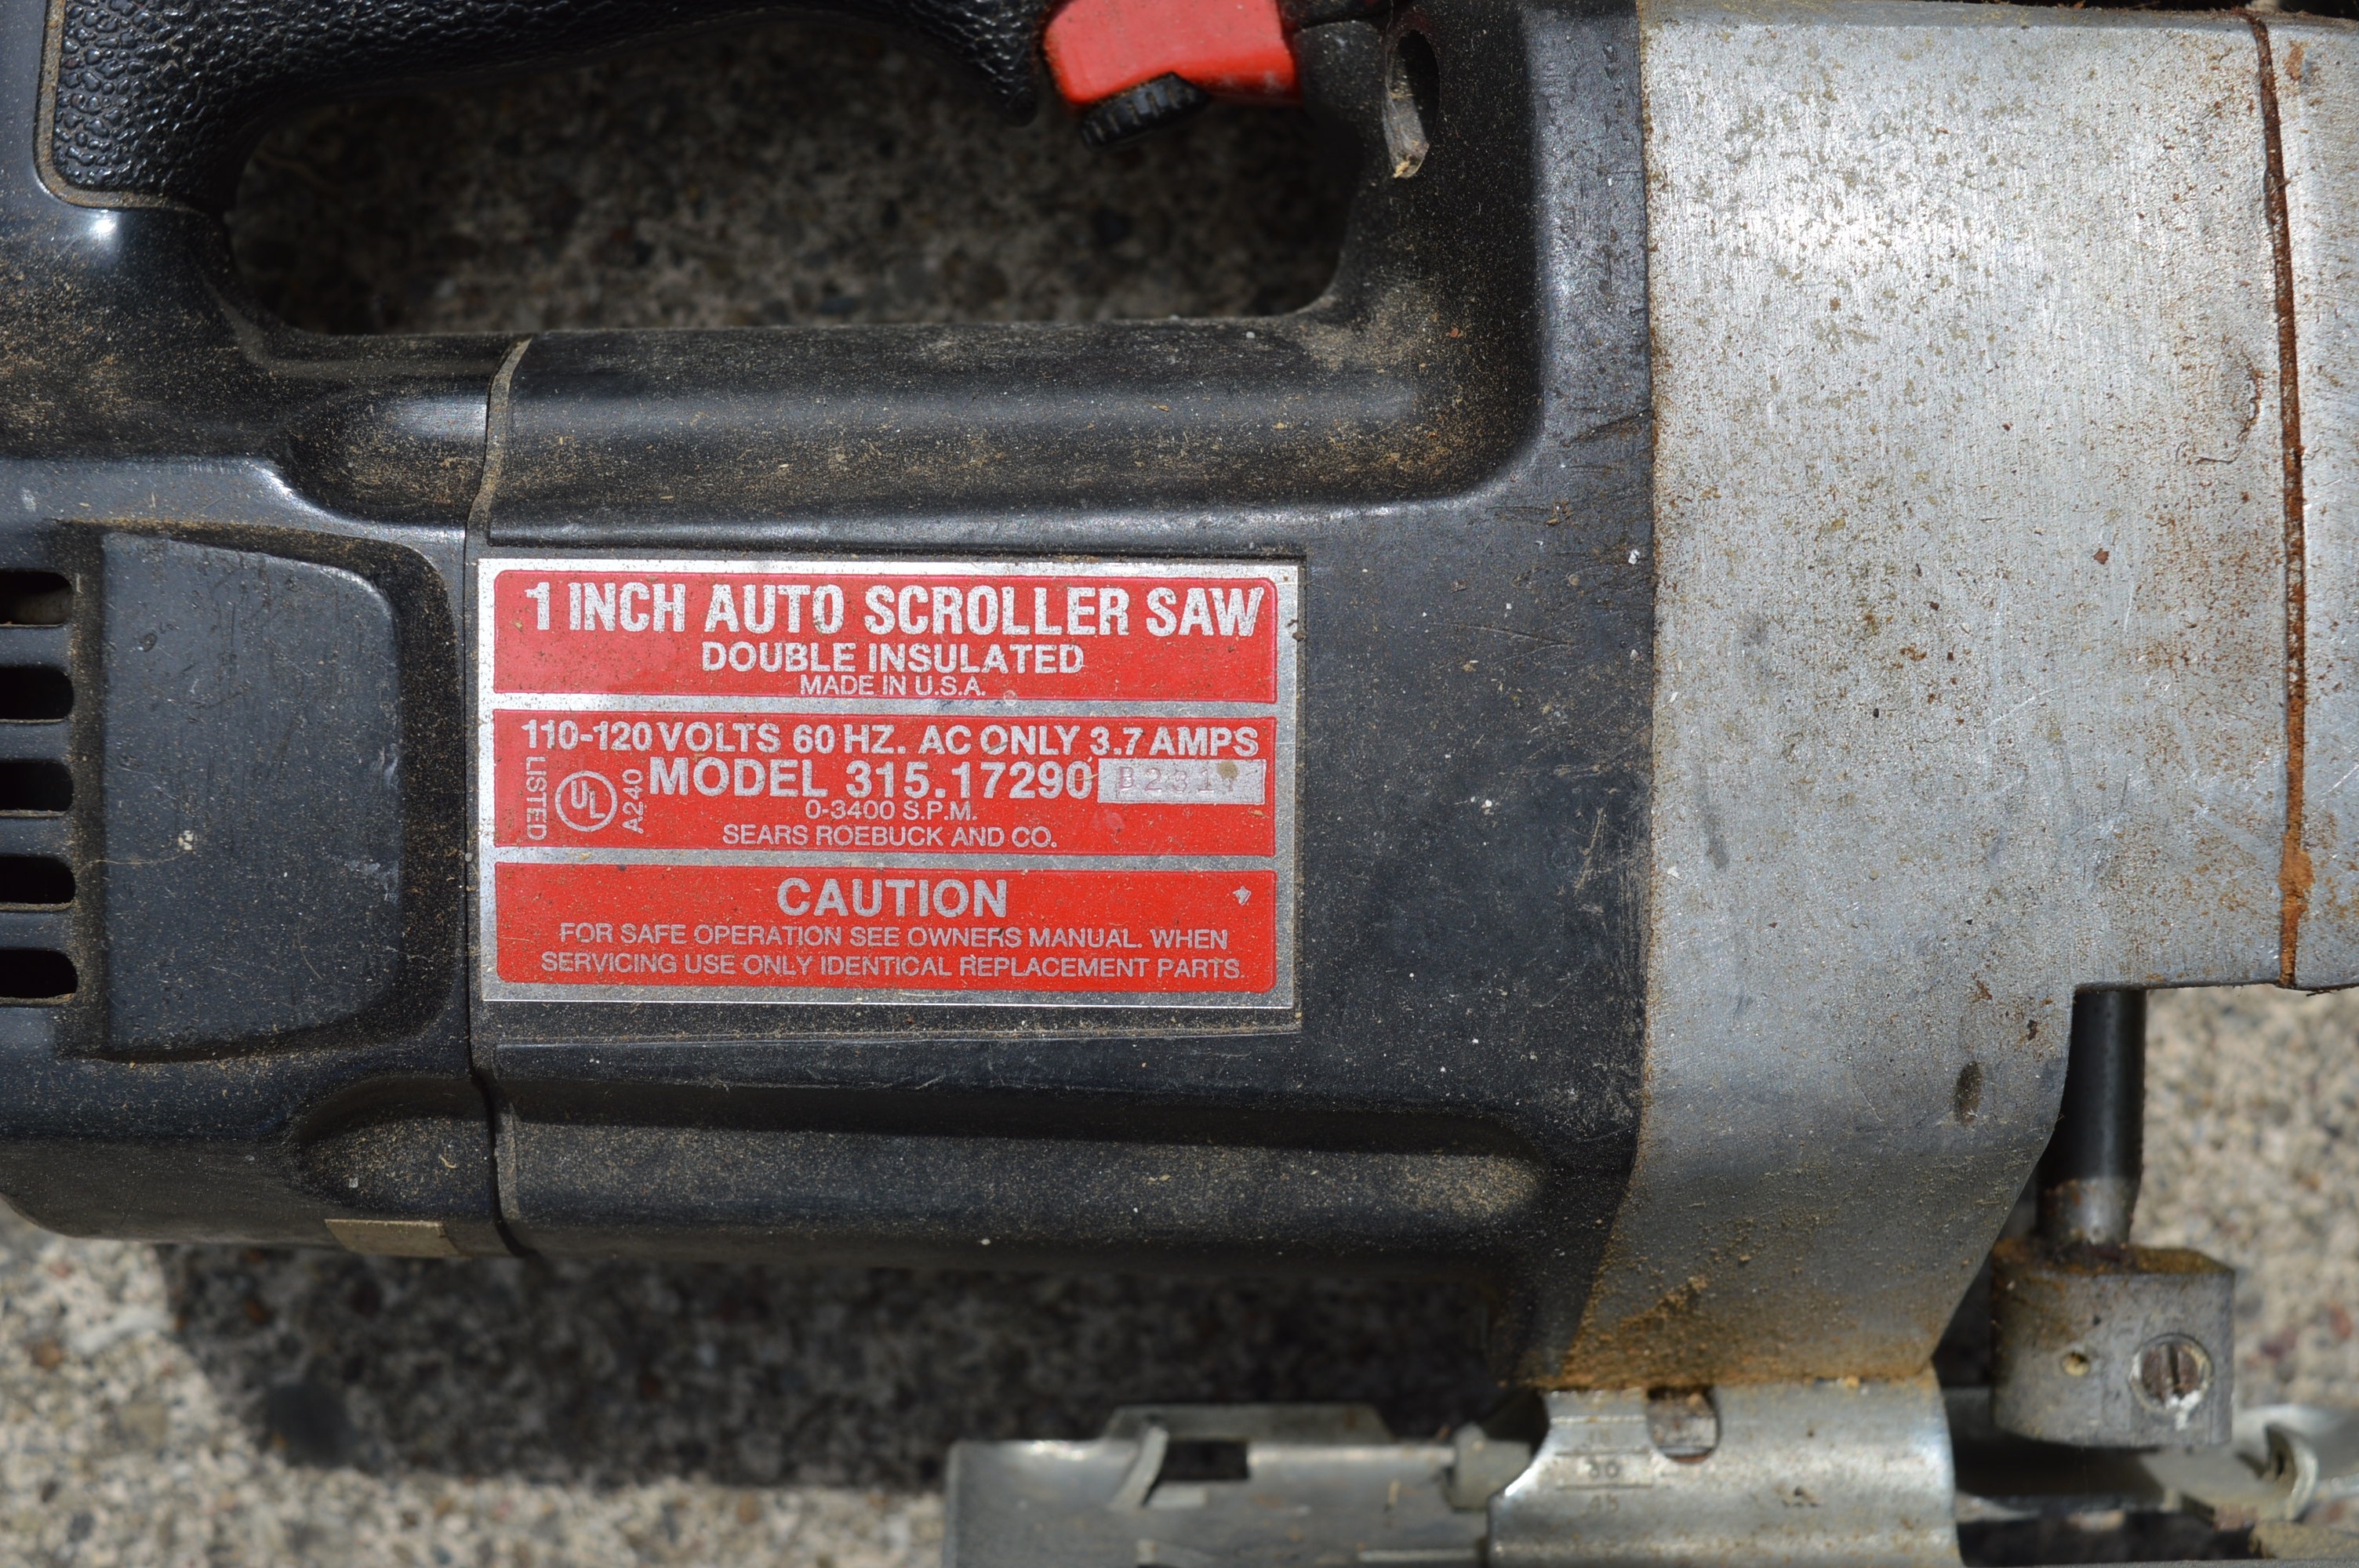 1 INCH AUTO SCROLLER SAW
DOUBLE INSULATED
MADE IN U.S.A.
110-120 VOLTS 60 HZ. AC ONLY 3.7 AMPS
LISTED UL A240
MODEL 315.17290
0-3400 S.P.M.
SEARS ROEBUCK AND CO.
CAUTION
FOR SAFE OPERATION SEE OWNERS MANUAL. WHEN
SERVICING USE ONLY IDENTICAL REPLACEMENT PARTS.
45